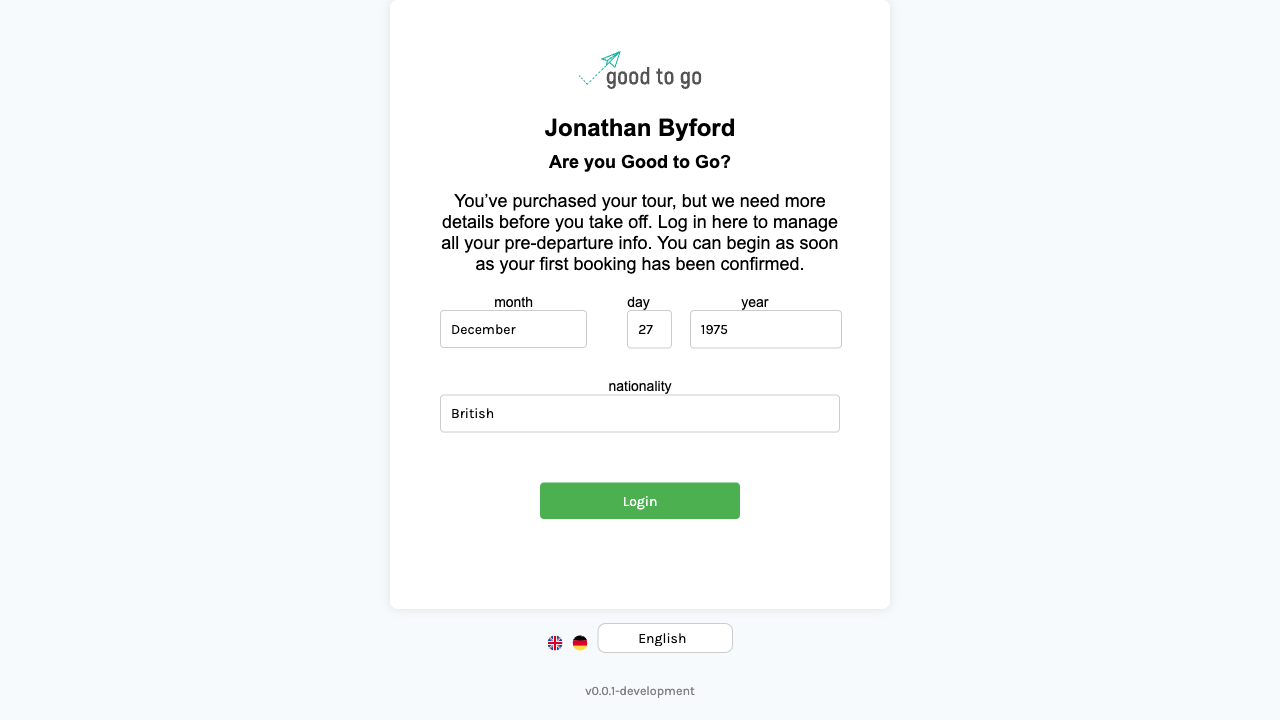 good to go
Jonathan Byford
Are you Good to Go?
You’ve purchased your tour, but we need more
details before you take off. Log in here to manage
all your pre-departure info. You can begin as soon
as your first booking has been confirmed.
month day year
December 27 1975
nationality
British
Login
English
v0.0.1-development